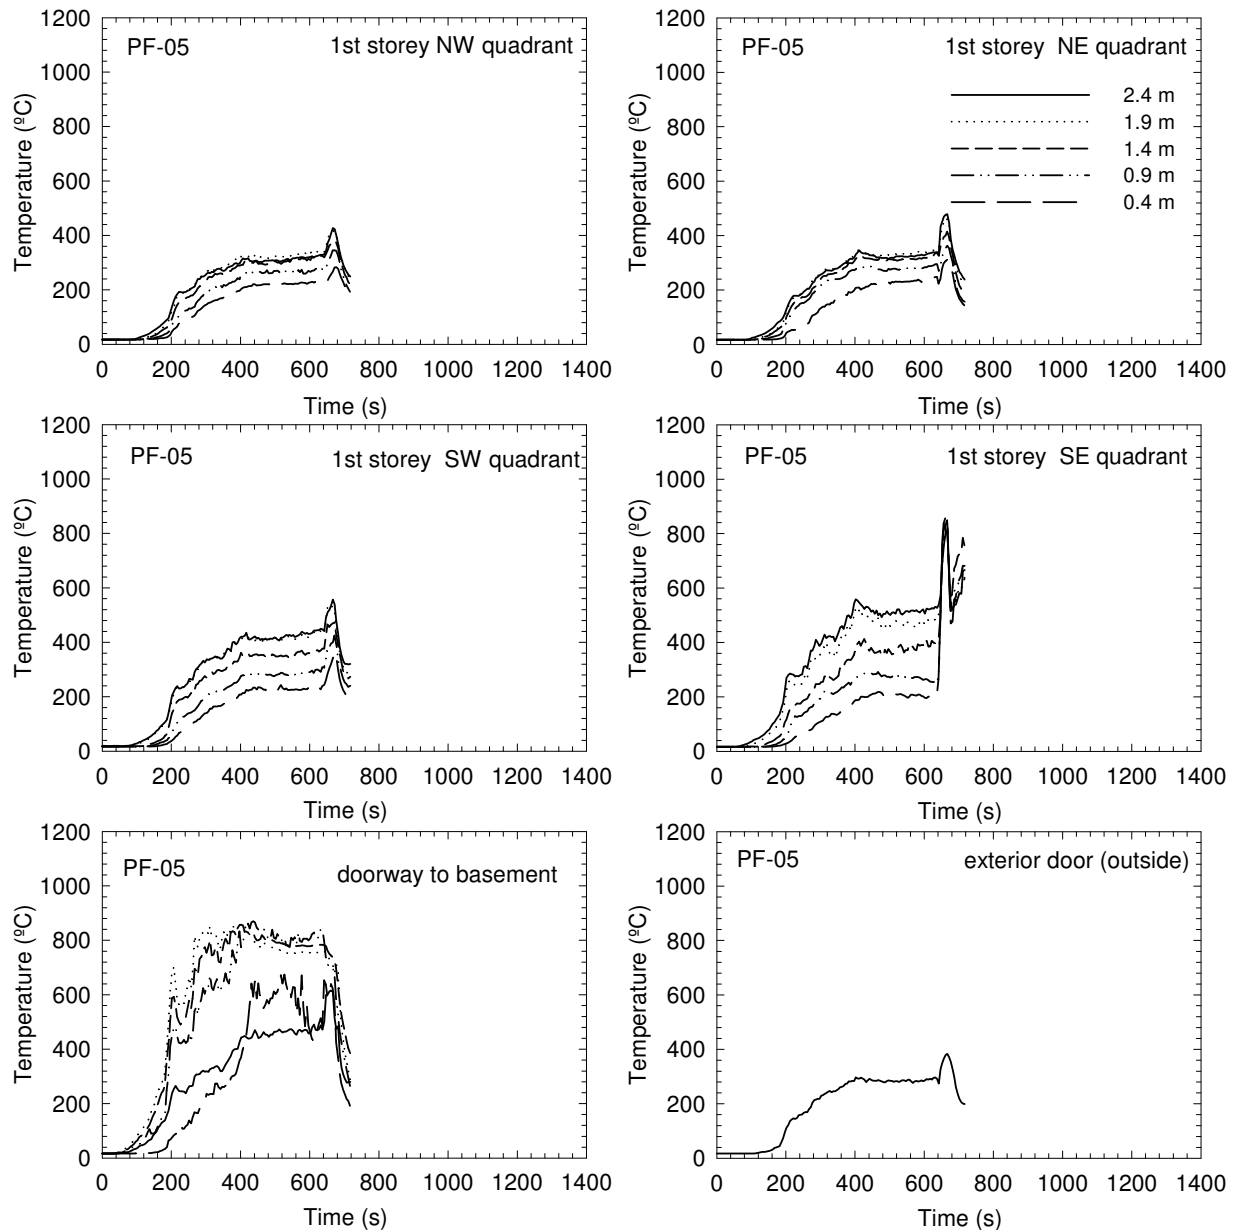 1200
PF-05 1st storey NW quadrant
1000
800
600
400
200
0
Temperature (ºC)
0 200 400 600 800 1000 1200 1400
Time (s)
1200
PF-05 1st storey NE quadrant
1000
2.4 m
1.9 m
1.4 m
0.9 m
0.4 m
800
600
400
200
0
Temperature (ºC)
0 200 400 600 800 1000 1200 1400
Time (s)
1200
PF-05 1st storey SW quadrant
1000
800
600
400
200
0
Temperature (ºC)
0 200 400 600 800 1000 1200 1400
Time (s)
1200
PF-05 1st storey SE quadrant
1000
800
600
400
200
0
Temperature (ºC)
0 200 400 600 800 1000 1200 1400
Time (s)
1200
PF-05 doorway to basement
1000
800
600
400
200
0
Temperature (ºC)
0 200 400 600 800 1000 1200 1400
Time (s)
1200
PF-05 exterior door (outside)
1000
800
600
400
200
0
Temperature (ºC)
0 200 400 600 800 1000 1200 1400
Time (s)